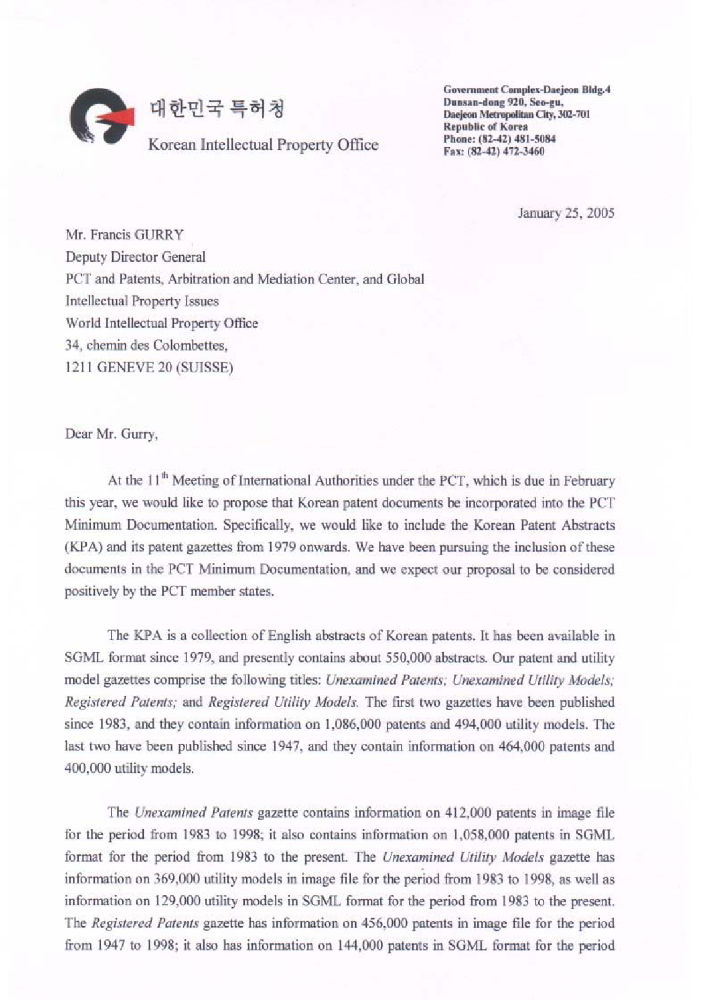 대한민국 특허청
Korean Intellectual Property Office
Government Complex-Daejeon Bldg.4
Dunsan-dong 920, Seo-gu,
Daejeon Metropolitan City, 302-701
Republic of Korea
Phone: (82-42) 481-5084
Fax: (82-42) 472-3460
January 25, 2005
Mr. Francis GURRY
Deputy Director General
PCT and Patents, Arbitration and Mediation Center, and Global
Intellectual Property Issues
World Intellectual Property Office
34, chemin des Colombettes,
1211 GENEVE 20 (SUISSE)
Dear Mr. Gurry,
At the 11th Meeting of International Authorities under the PCT, which is due in February
this year, we would like to propose that Korean patent documents be incorporated into the PCT
Minimum Documentation. Specifically, we would like to include the Korean Patent Abstracts
(KPA) and its patent gazettes from 1979 onwards. We have been pursuing the inclusion of these
documents in the PCT Minimum Documentation, and we expect our proposal to be considered
positively by the PCT member states.
The KPA is a collection of English abstracts of Korean patents. It has been available in
SGML format since 1979, and presently contains about 550,000 abstracts. Our patent and utility
model gazettes comprise the following titles: Unexamined Patents; Unexamined Utility Models;
Registered Patents; and Registered Utility Models. The first two gazettes have been published
since 1983, and they contain information on 1,086,000 patents and 494,000 utility models. The
last two have been published since 1947, and they contain information on 464,000 patents and
400,000 utility models.
The Unexamined Patents gazette contains information on 412,000 patents in image file
for the period from 1983 to 1998; it also contains information on 1,058,000 patents in SGML
format for the period from 1983 to the present. The Unexamined Utility Models gazette has
information on 369,000 utility models in image file for the period from 1983 to 1998, as well as
information on 129,000 utility models in SGML format for the period from 1983 to the present.
The Registered Patents gazette has information on 456,000 patents in image file for the period
from 1947 to 1998; it also has information on 144,000 patents in SGML format for the period